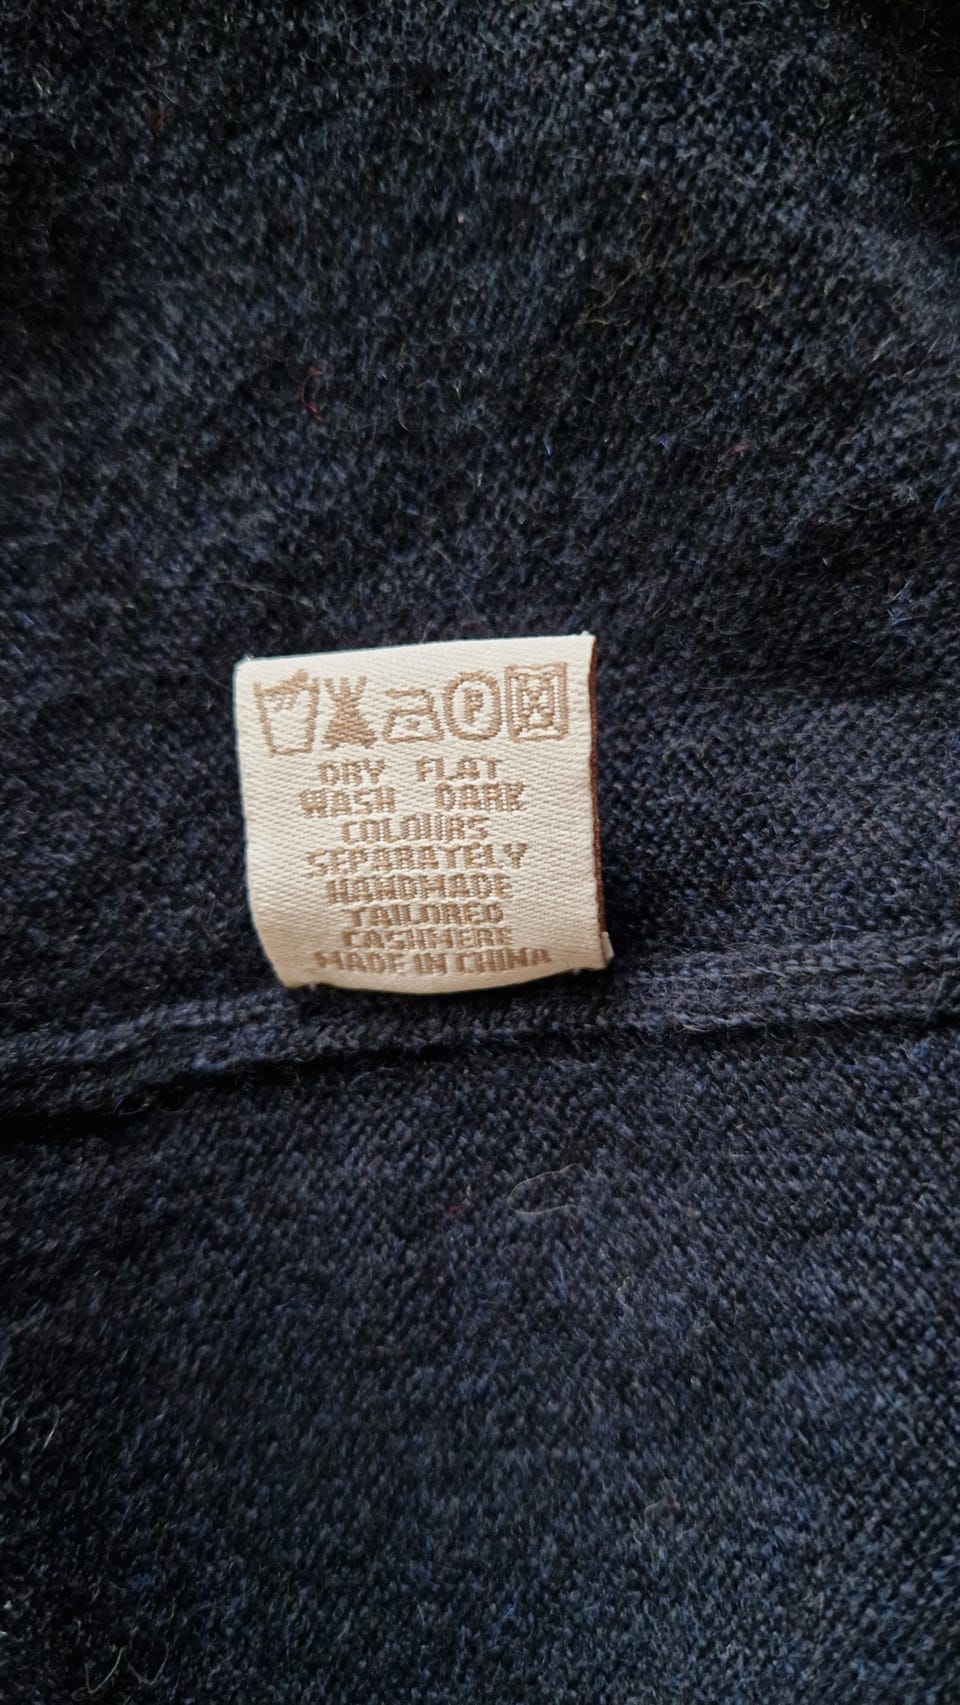 P
DRY FLAT
WASH DARK
COLOURS
SEPARATELY
HANDMADE
TAILORED
CASHMERE
MADE IN CHINA